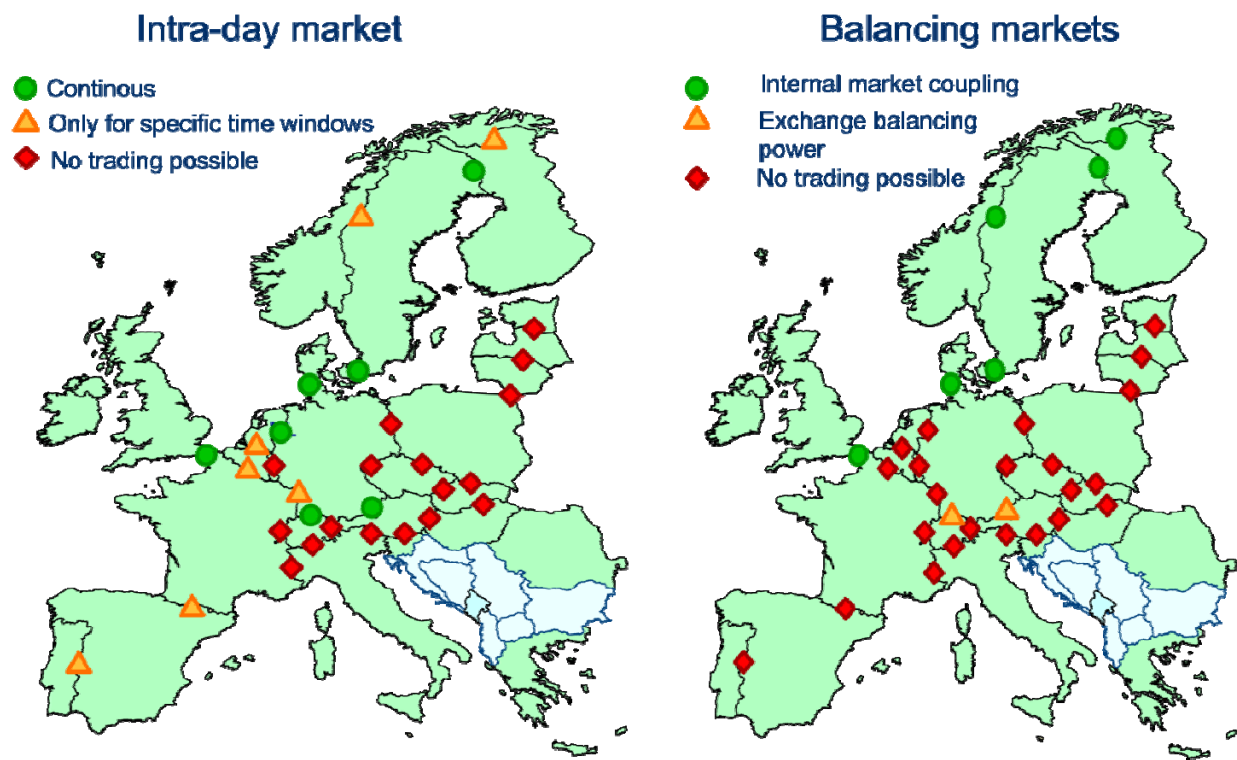 Intra-day market
Continous
Only for specific time windows
No trading possible
Balancing markets
Internal market coupling
Exchange balancing
power
No trading possible